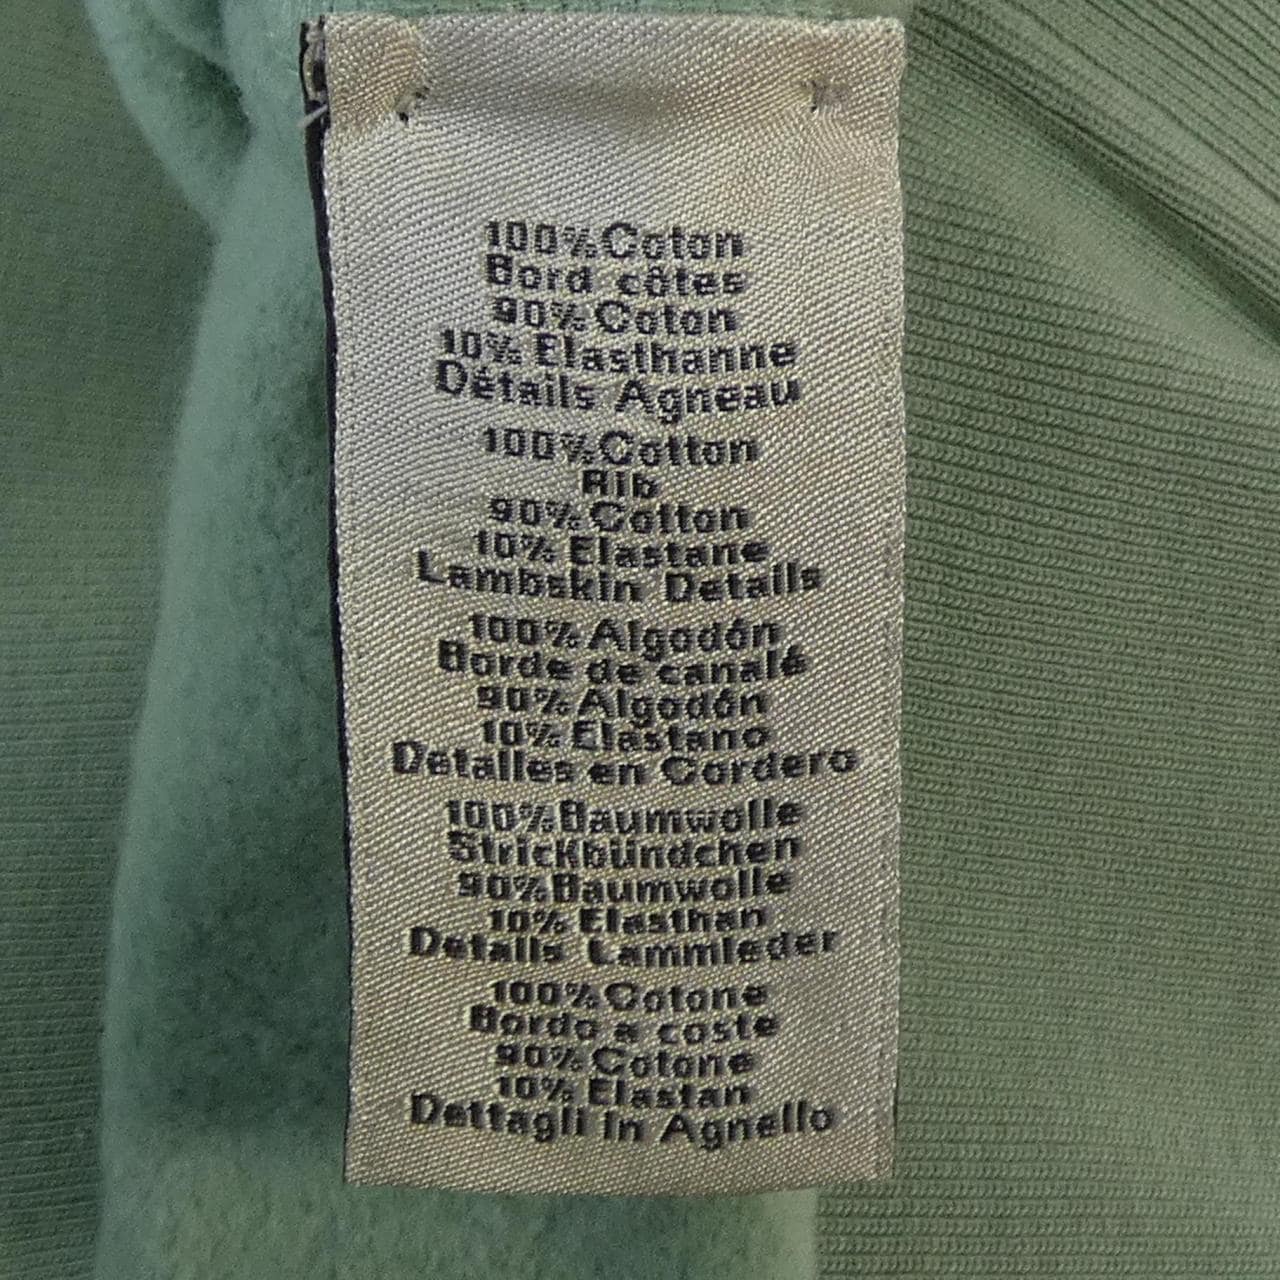 100%Coton
Bord côtes
90%Coton
10% Elasthanne
Détails Agneau
100%Cotton
Rib
90%Cotton
10% Elastane
Lambskin Details
100%Algodón
Borde de canalé
90%Algodón
10%Elastano
Detalles en Cordero
100%Baumwolle
Strickbündchen
90%Baumwolle
10% Elasthan
Details Lammleder
100%Cotone
Bordo a coste
90%Cotone
10% Elastan
Dettagli in Agnello